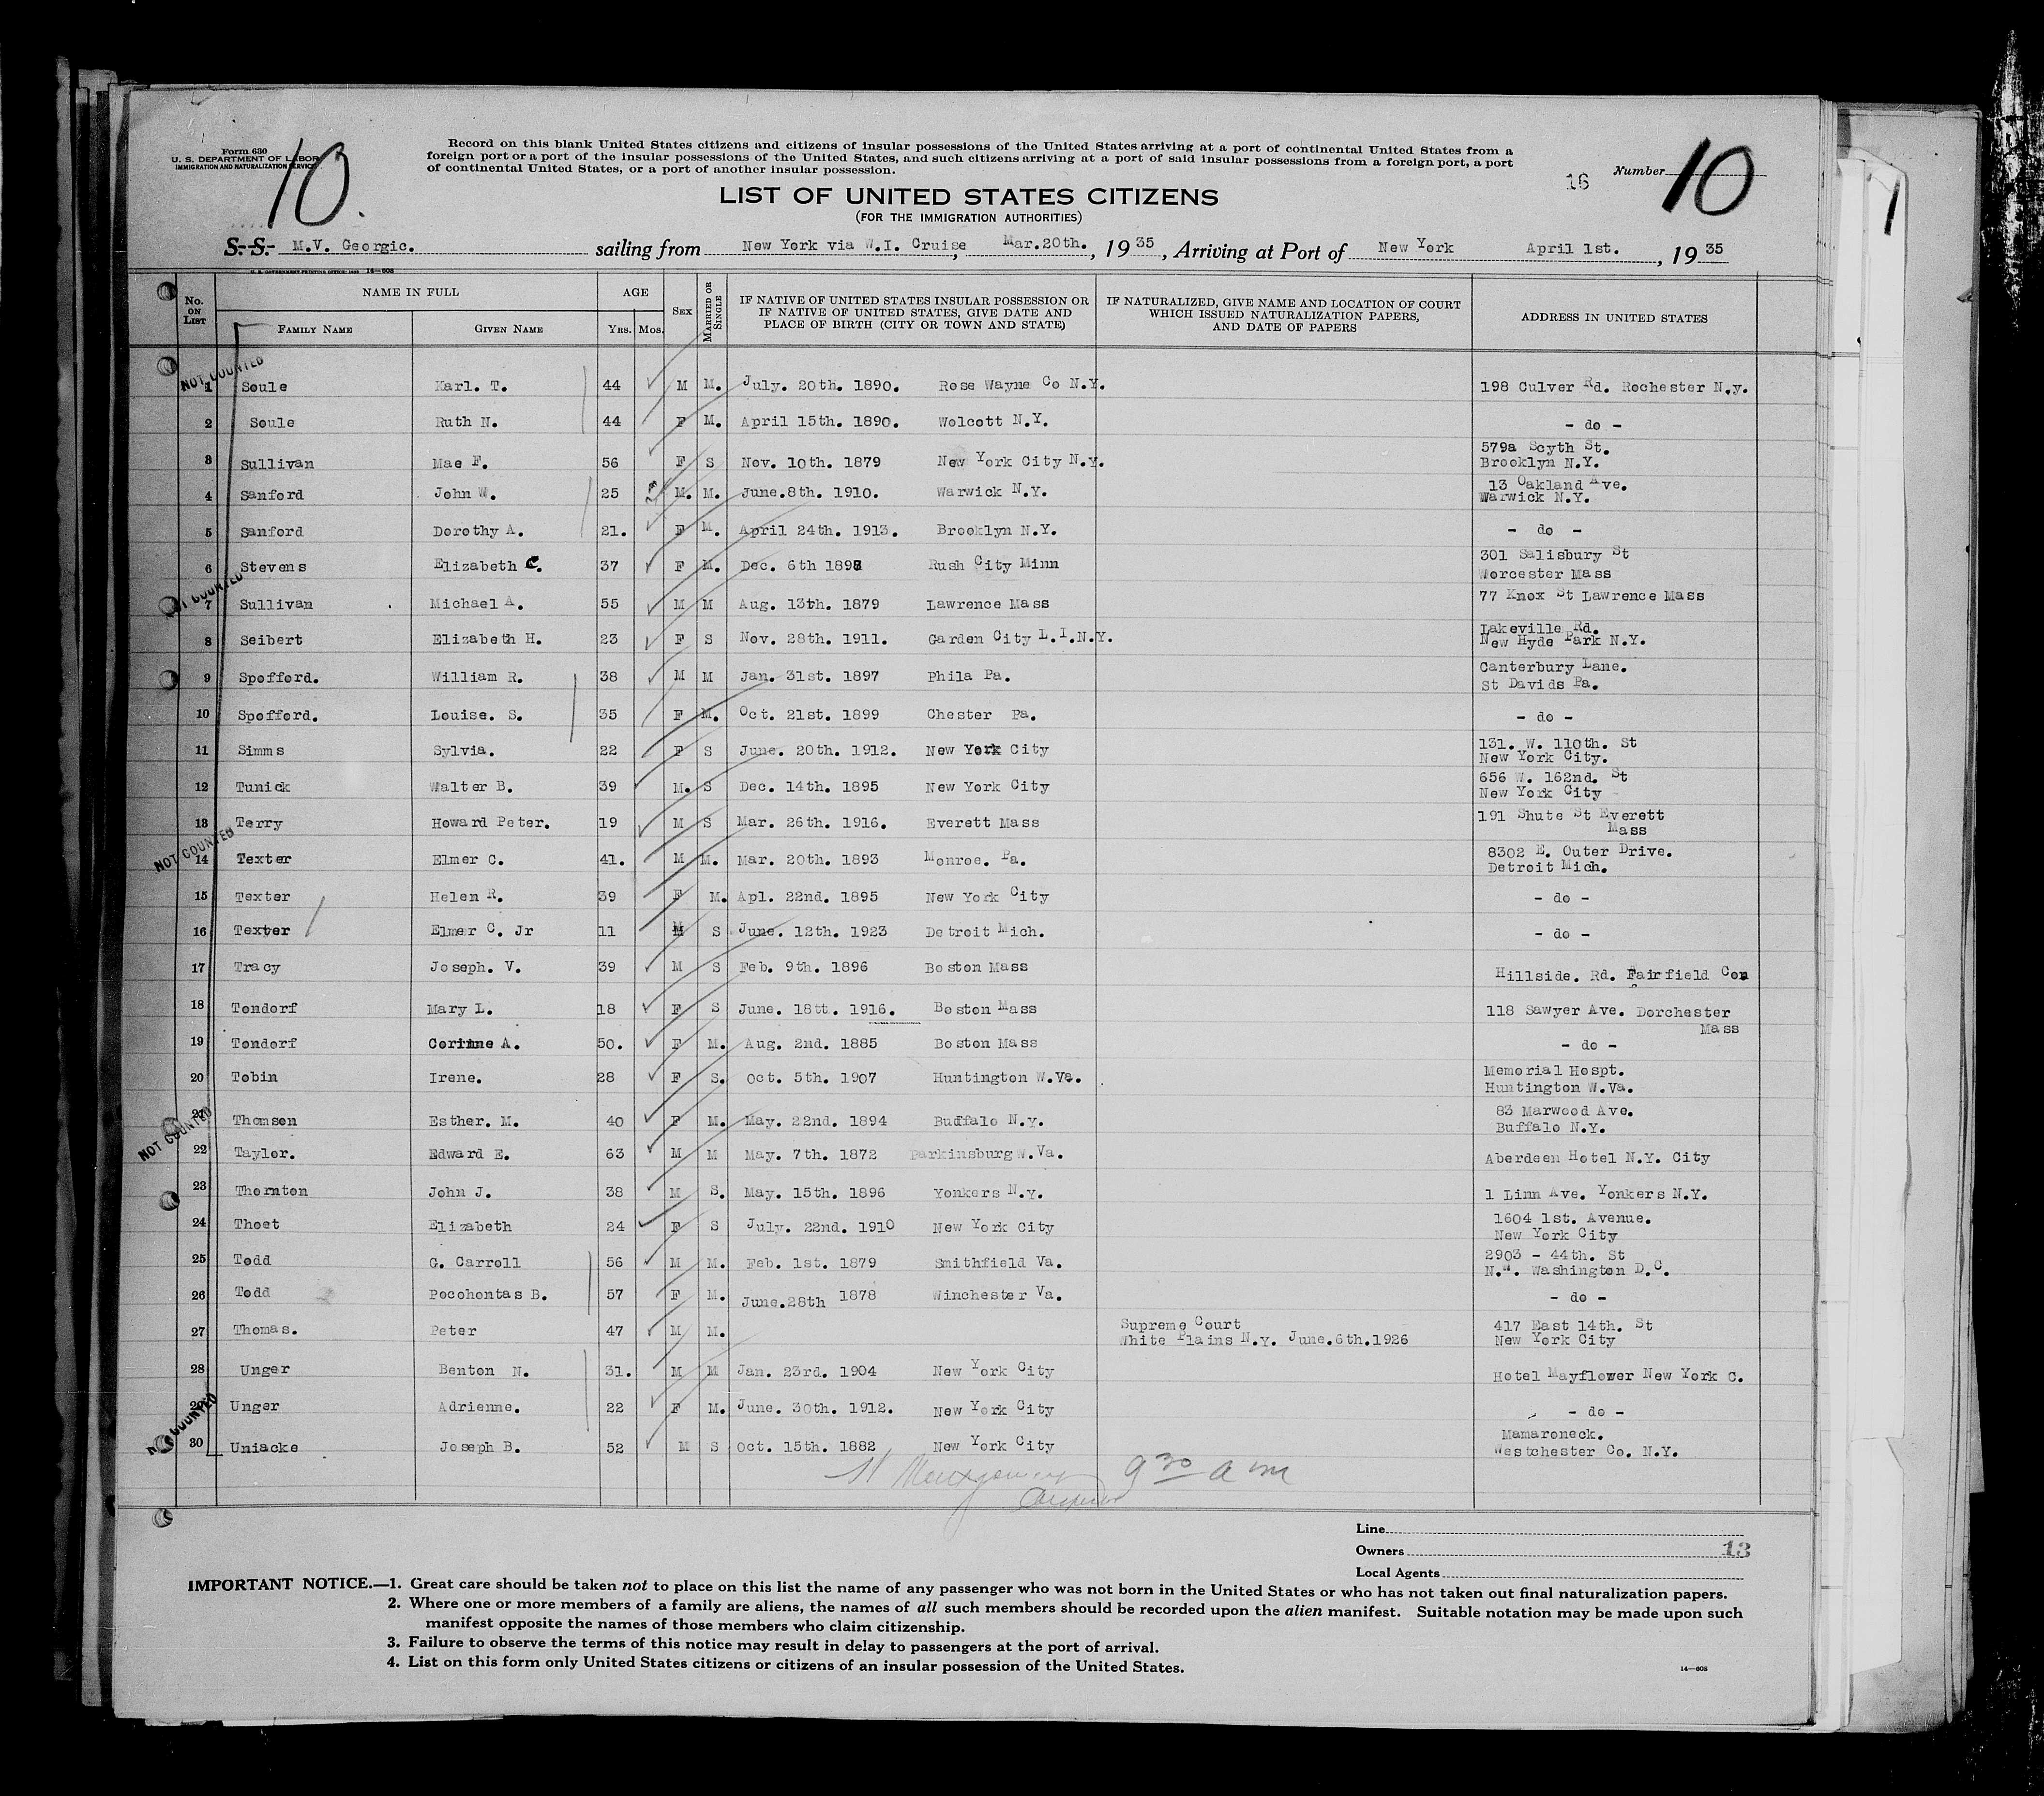 Form 630
U. S. DEPARTMENT OF LABOR
IMMIGRATION AND NATURALIZATION SERVICE
10.
Record on this blank United States citizens and citizens of insular possessions of the United States arriving at a port of continental United States from a
foreign port or a port of the insular possessions of the United States, and such citizens arriving at a port of said insular possessions from a foreign port, a port
of continental United States, or a port of another insular possession.
16 Number 10
LIST OF UNITED STATES CITIZENS
(FOR THE IMMIGRATION AUTHORITIES)
S. S. M.V. Georgic. sailing from New York via W.I. Cruise, Mar.20th., 1935, Arriving at Port of New York April 1st., 1935
U. S. GOVERNMENT PRINTING OFFICE: 1933 14—608
No. ON LIST NAME IN FULL AGE SEX MARRIED OR SINGLE IF NATIVE OF UNITED STATES INSULAR POSSESSION OR IF NATIVE OF UNITED STATES, GIVE DATE AND PLACE OF BIRTH (CITY OR TOWN AND STATE) IF NATURALIZED, GIVE NAME AND LOCATION OF COURT WHICH ISSUED NATURALIZATION PAPERS, AND DATE OF PAPERS ADDRESS IN UNITED STATES
FAMILY NAME GIVEN NAME YRS. MOS.
NOT COUNTED
1 Soule Karl. T. 44 M M. July. 20th. 1890. Rose Wayne Co N.Y. 198 Culver Rd. Rochester N.y.
2 Soule Ruth N. 44 F M. April 15th. 1890. Wolcott N.Y. - do -
3 Sullivan Mae F. 56 F S Nov. 10th. 1879 New York City N.Y. 579a Scyth St.
Brooklyn N.Y.
4 Sanford John W. 25 M. M. June.8th. 1910. Warwick N.Y. 13 Oakland Ave.
Warwick N.Y.
5 Sanford Dorothy A. 21. F M. April 24th. 1913. Brooklyn N.Y. - do -
6 Stevens Elizabeth C. 37 F M. Dec. 6th 1897 Rush City Minn 301 Salisbury St
Worcester Mass
NOT COUNTED
7 Sullivan Michael A. 55 M M Aug. 13th. 1879 Lawrence Mass 77 Knox St Lawrence Mass
8 Seibert Elizabeth H. 23 F S Nov. 28th. 1911. Garden City L.I.N.Y. Lakeville Rd.
New Hyde Park N.Y.
9 Spofford. William R. 38 M M Jan. 31st. 1897 Phila Pa. Canterbury Lane.
St Davids Pa.
10 Spofford. Louise. S. 35 F M. Oct. 21st. 1899 Chester Pa. - do -
11 Simms Sylvia. 22 F S June. 20th. 1912. New York City 131. W. 110th. St
New York City.
12 Tunick Walter B. 39 M. S Dec. 14th. 1895 New York City 656 W. 162nd. St
New York City
13 Terry Howard Peter. 19 M S Mar. 26th. 1916. Everett Mass 191 Shute St Everett
Mass
NOT COUNTED
14 Texter Elmer C. 41. M M. Mar. 20th. 1893 Monroe. Pa. 8302 E. Outer Drive.
Detroit Mich.
15 Texter Helen R. 39 F M. Apl. 22nd. 1895 New York City - do -
16 Texter Elmer C. Jr 11 M S June. 12th. 1923 Detroit Mich. - do -
17 Tracy Joseph. V. 39 M S Feb. 9th. 1896 Boston Mass Hillside. Rd. Fairfield Con
18 Tondorf Mary L. 18 F S June. 18tt. 1916. Boston Mass 118 Sawyer Ave. Dorchester
Mass
19 Tondorf Corinne A. 50. F M. Aug. 2nd. 1885 Boston Mass - do -
20 Tobin Irene. 28 F S. Oct. 5th. 1907 Huntington W.Va. Memorial Hospt.
Huntington W.Va.
NOT COUNTED
21 Thomson Esther. M. 40 F M. May. 22nd. 1894 Buffalo N.y. 83 Marwood Ave.
Buffalo N.Y.
22 Taylor. Edward E. 63 M M May. 7th. 1872 Parkinsburg W.Va. Aberdeen Hotel N.Y. City
23 Thornton John J. 38 M S. May. 15th. 1896 Yonkers N.y. 1 Linn Ave. Yonkers N.Y.
24 Thoet Elizabeth 24 F S July. 22nd. 1910 New York City 1604 1st. Avenue.
New York City
25 Todd G. Carroll 56 M M. Feb. 1st. 1879 Smithfield Va. 2903 - 44th. St
N.W. Washington D.C.
26 Todd Pocohontas B. 57 F M. June.28th 1878 Winchester Va. - do -
27 Thomas. Peter 47 M M. Supreme Court
White Plains N.Y. June.6th.1926 417 East 14th. St
New York City
28 Unger Benton N. 31. M M Jan. 23rd. 1904 New York City Hotel Mayflower New York C.
29 Unger Adrienne. 22 F M. June. 30th. 1912. New York City - do -
NOT COUNTED
30 Uniacke Joseph B. 52 M S Oct. 15th. 1882 New York City Mamaroneck.
Westchester Co. N.Y.
9 30 a m
Line
Owners 13
Local Agents
IMPORTANT NOTICE.—1. Great care should be taken not to place on this list the name of any passenger who was not born in the United States or who has not taken out final naturalization papers.
2. Where one or more members of a family are aliens, the names of all such members should be recorded upon the alien manifest. Suitable notation may be made upon such
manifest opposite the names of those members who claim citizenship.
3. Failure to observe the terms of this notice may result in delay to passengers at the port of arrival.
4. List on this form only United States citizens or citizens of an insular possession of the United States.
14—608